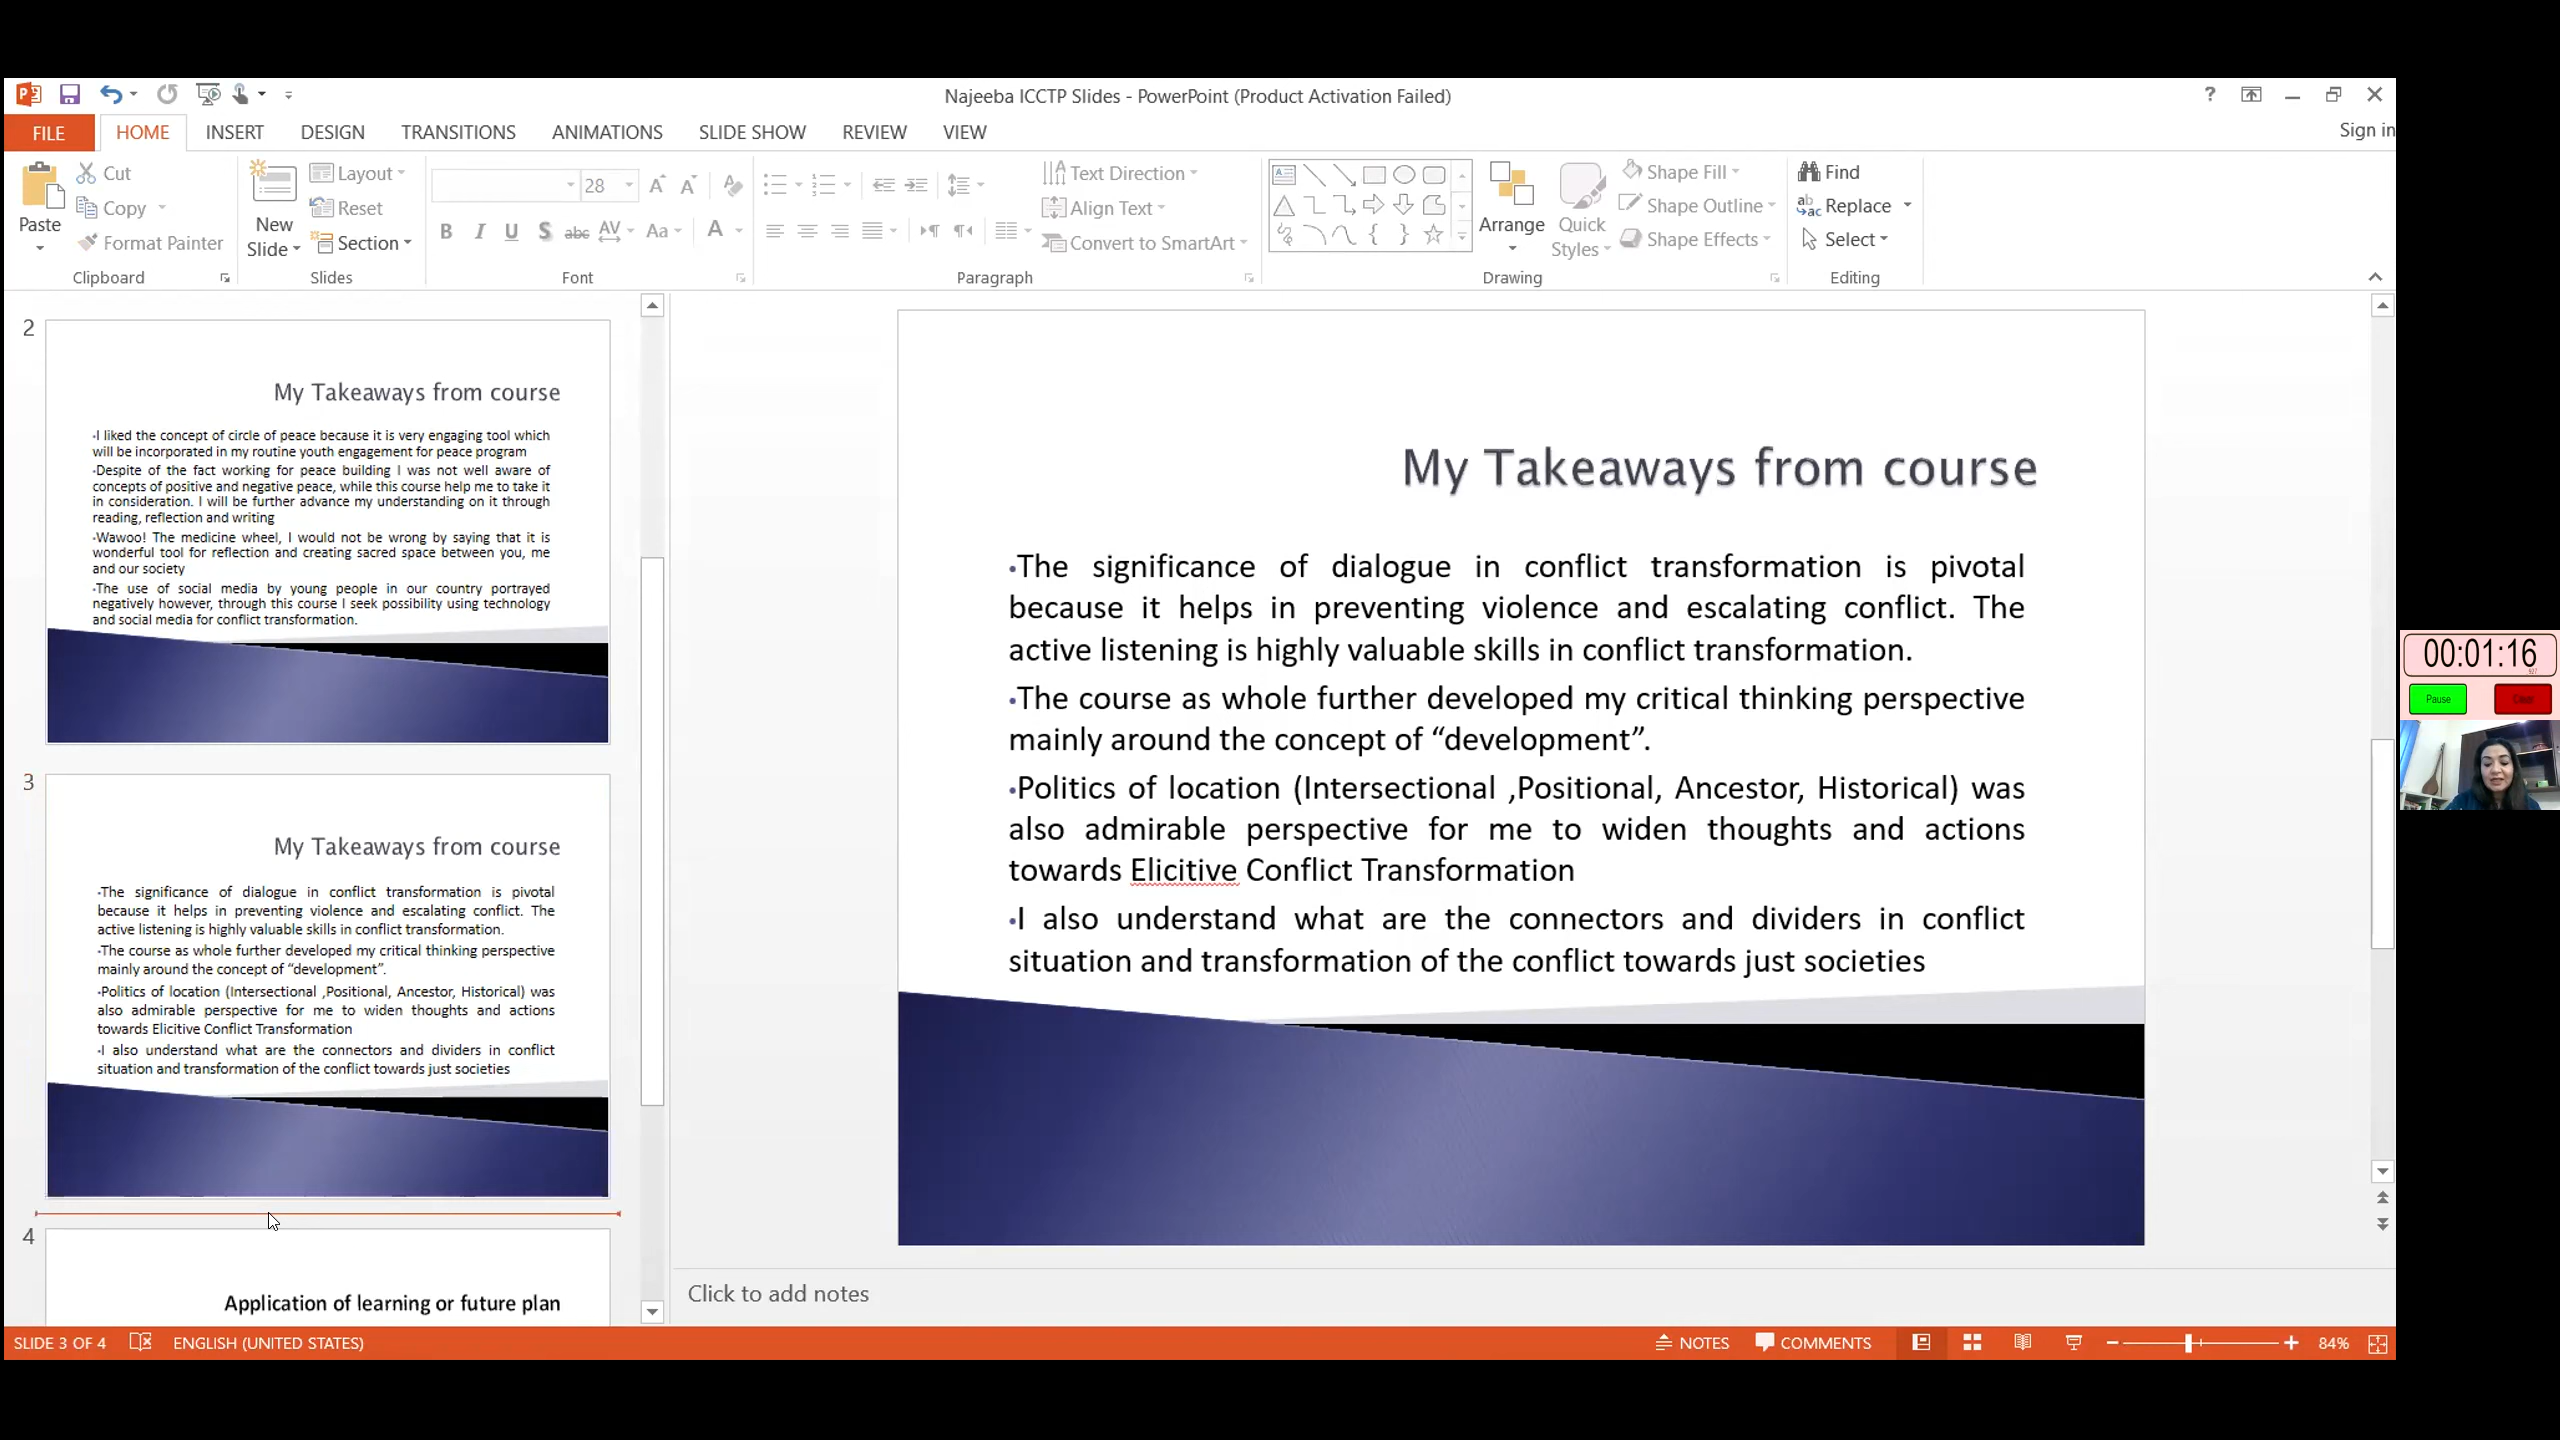 Najeeba ICCTP Slides - PowerPoint (Product Activation Failed)
?
FILE
HOME
INSERT
DESIGN
TRANSITIONS
ANIMATIONS
SLIDE SHOW
REVIEW
VIEW
Sign in
Paste
Cut
Copy
Format Painter
Clipboard
New
Slide
Layout
Reset
Section
Slides
28
B I U S abc AV Aa A
Font
Text Direction
Align Text
Convert to SmartArt
Paragraph
Arrange
Quick
Styles
Shape Fill
Shape Outline
Shape Effects
Drawing
Find
Replace
Select
Editing
2
My Takeaways from course
•I liked the concept of circle of peace because it is very engaging tool which
will be incorporated in my routine youth engagement for peace program
•Despite of the fact working for peace building I was not well aware of
concepts of positive and negative peace, while this course help me to take it
in consideration. I will be further advance my understanding on it through
reading, reflection and writing
•Wawoo! The medicine wheel, I would not be wrong by saying that it is
wonderful tool for reflection and creating sacred space between you, me
and our society
•The use of social media by young people in our country portrayed
negatively however, through this course I seek possibility using technology
and social media for conflict transformation.
3
My Takeaways from course
•The significance of dialogue in conflict transformation is pivotal
because it helps in preventing violence and escalating conflict. The
active listening is highly valuable skills in conflict transformation.
•The course as whole further developed my critical thinking perspective
mainly around the concept of “development”.
•Politics of location (Intersectional ,Positional, Ancestor, Historical) was
also admirable perspective for me to widen thoughts and actions
towards Elicitive Conflict Transformation
•I also understand what are the connectors and dividers in conflict
situation and transformation of the conflict towards just societies
4
Application of learning or future plan
My Takeaways from course
•The significance of dialogue in conflict transformation is pivotal
because it helps in preventing violence and escalating conflict. The
active listening is highly valuable skills in conflict transformation.
•The course as whole further developed my critical thinking perspective
mainly around the concept of “development”.
•Politics of location (Intersectional ,Positional, Ancestor, Historical) was
also admirable perspective for me to widen thoughts and actions
towards Elicitive Conflict Transformation
•I also understand what are the connectors and dividers in conflict
situation and transformation of the conflict towards just societies
Click to add notes
00:01:16
Pause
SLIDE 3 OF 4
ENGLISH (UNITED STATES)
NOTES
COMMENTS
84%